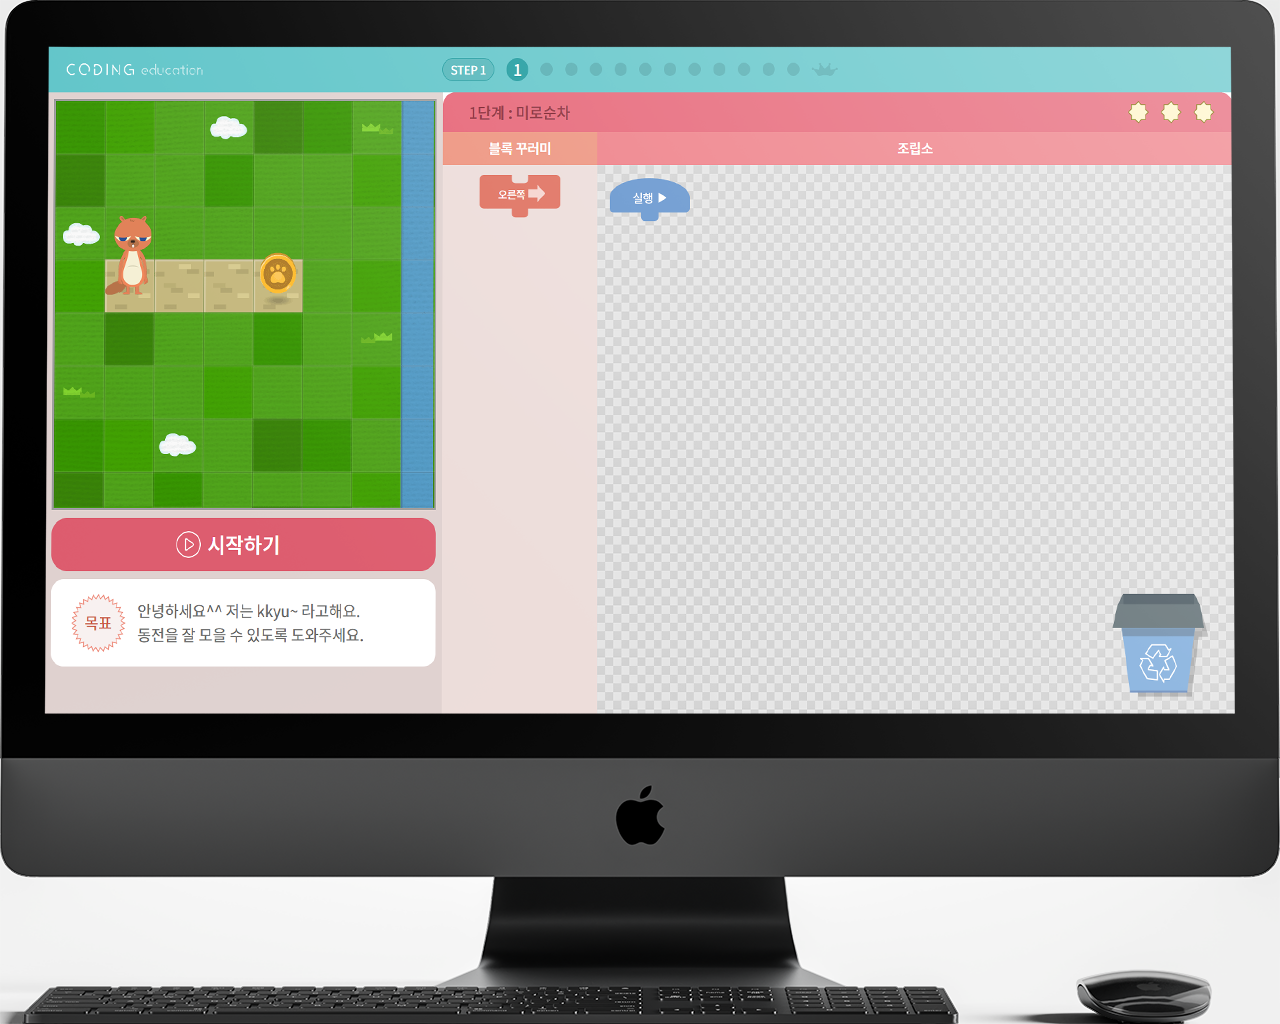 CODING education
STEP 1
1
1단계 : 미로순차
블록 꾸러미
조립소
오른쪽
실행
시작하기
목표
안녕하세요^^ 저는 kkyu~ 라고해요.
동전을 잘 모을 수 있도록 도와주세요.